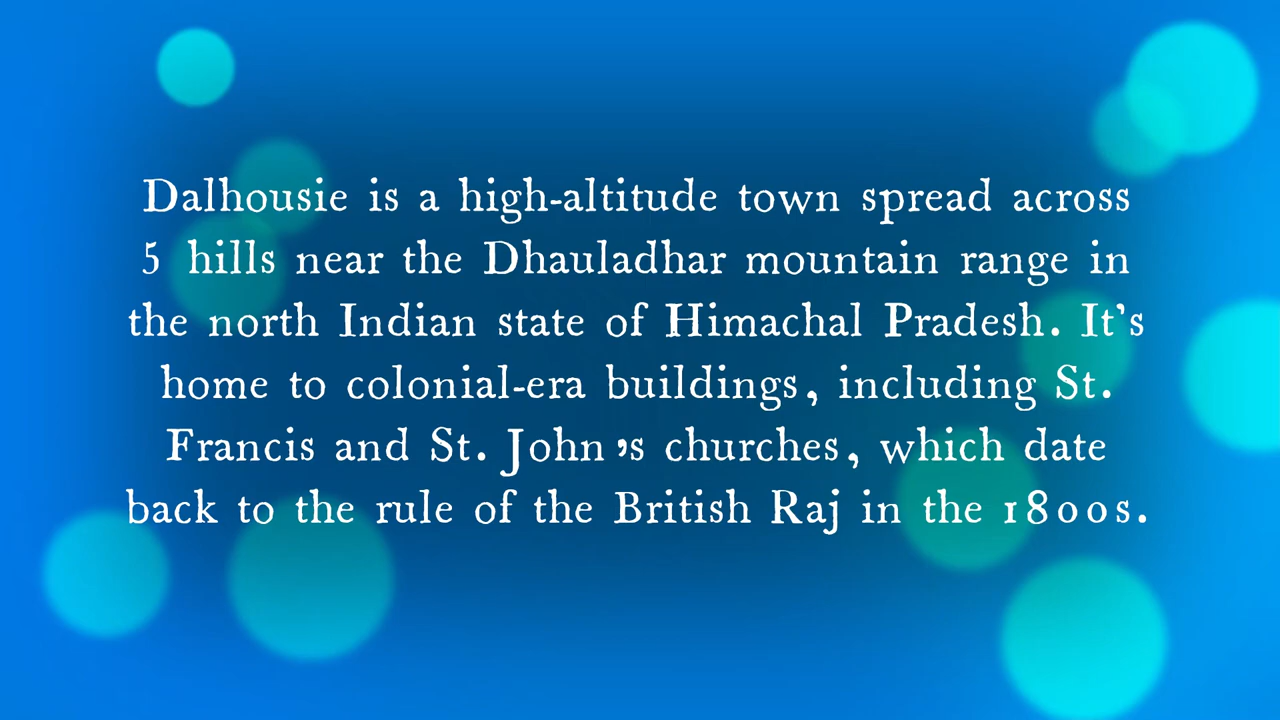 Dalhousie is a high-altitude town spread across
5 hills near the Dhauladhar mountain range in
the north Indian state of Himachal Pradesh. It's
home to colonial-era buildings, including St.
Francis and St. John's churches, which date
back to the rule of the British Raj in the 1800s.